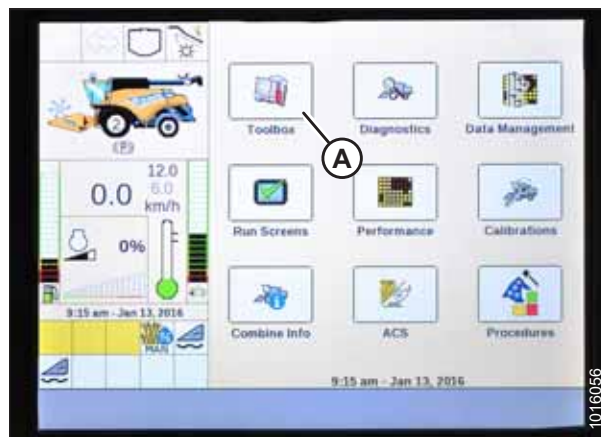 2
(P)
12.0
6.0
0.0 km/h
0%
9:15 am - Jan 13, 2016
MAN
Toolbox
Diagnostics
Data Management
A
Run Screens
Performance
Calibrations
Combine Info
ACS
Procedures
9:15 am - Jan 13, 2016
1016056